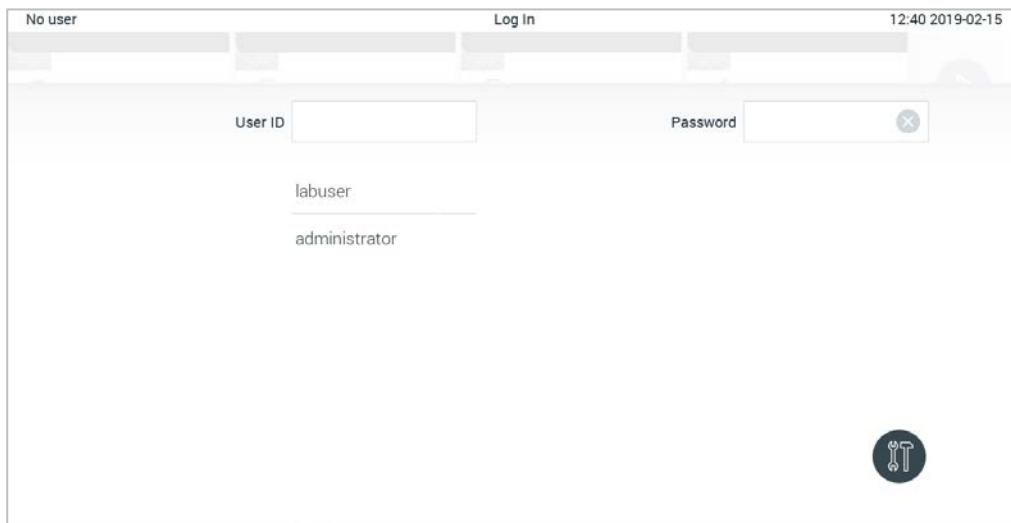 No user Log In 12:40 2019-02-15
User ID Password
labuser
administrator